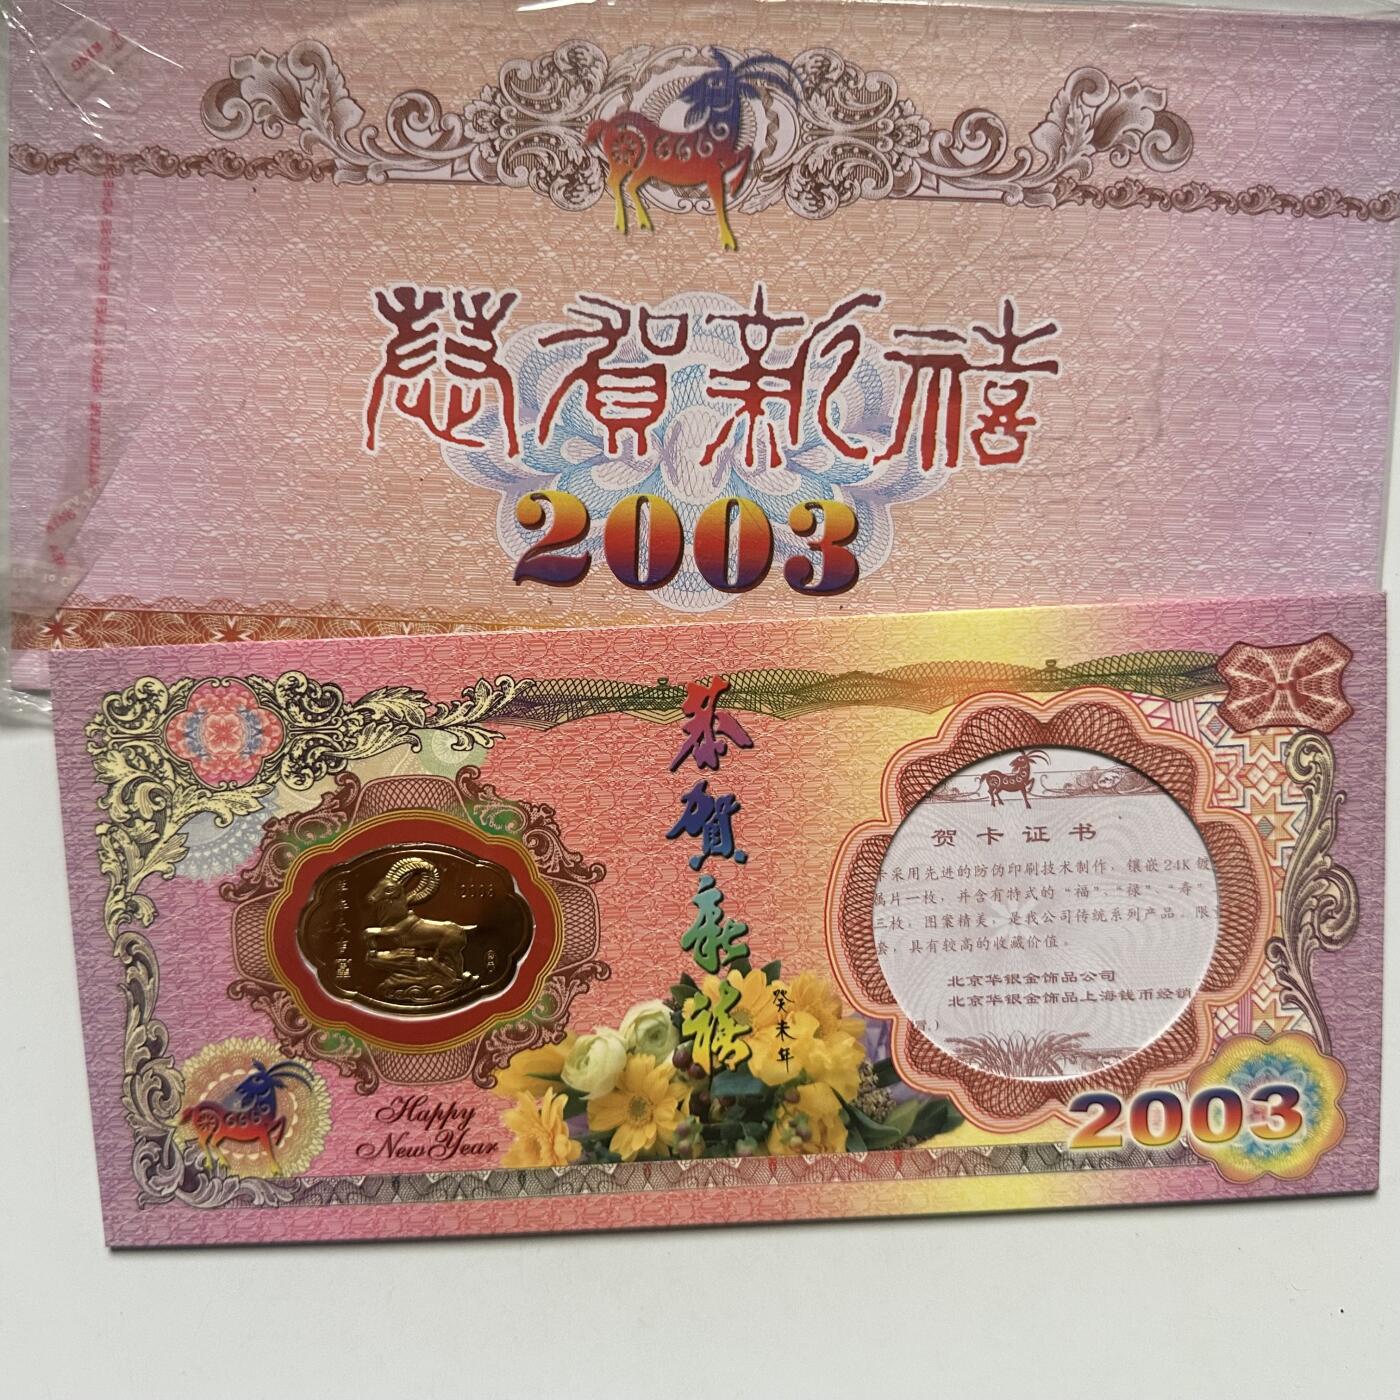 恭賀新禧
2003
恭
賀
新
禧
癸未年
2003
Happy
New Year
贺卡证书
卡采用先进的防伪印刷技术制作，镶嵌24K镀
属片一枚，并含有特式的“福”、“禄”、“寿”
三枚，图案精美，是我公司传统系列产品。限
套，具有较高的收藏价值。
北京华银金饰品公司
北京华银金饰品上海钱币经销
2003